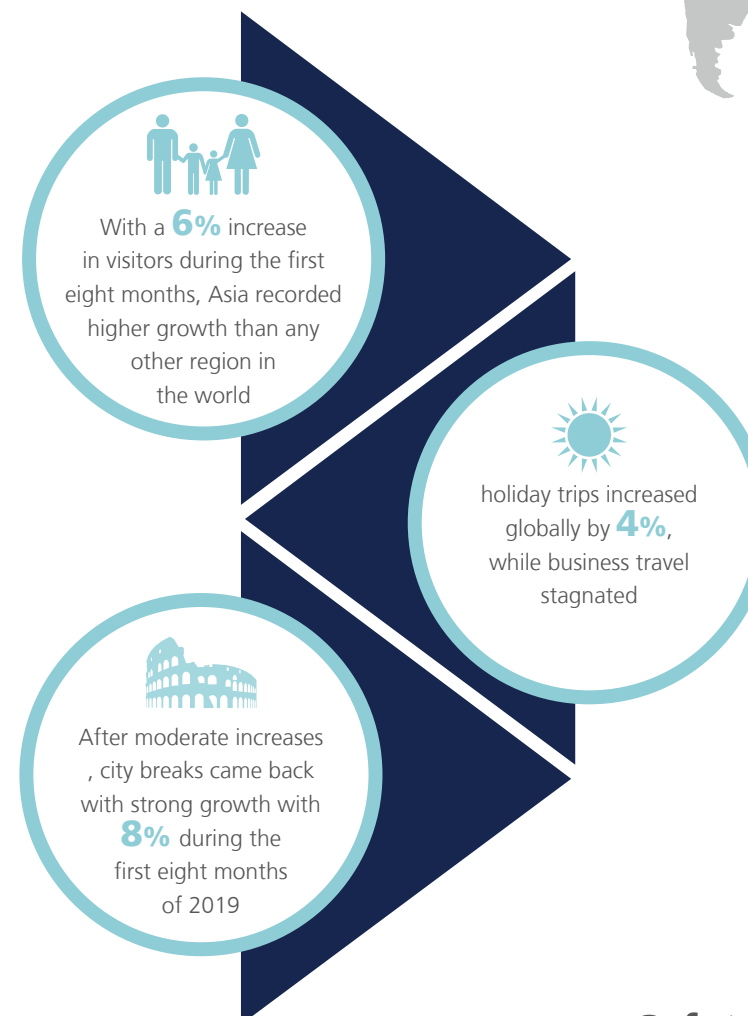 With a 6% increase
in visitors during the first
eight months, Asia recorded
higher growth than any
other region in
the world
holiday trips increased
globally by 4%,
while business travel
stagnated
After moderate increases
, city breaks came back
with strong growth with
8% during the
first eight months
of 2019